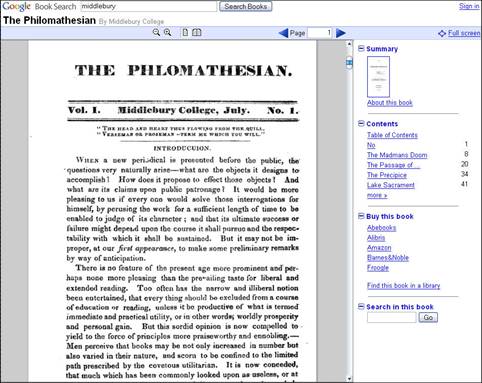 Google Book Search middlebury Search Books Sign in
The Philomathesian By Middlebury College
Page 1 Full screen
THE PHLOMATHESIAN.
Vol. I. Middlebury College, July. No. 1.
"THE HEAD AND HEART THUS FLOWING FROM THE QUILL,
"VERSEMAN OR PROSEMAN—TERM ME WHICH YOU WILL."
INTRODUCCION.
WHEN a new periodical is presented before the public, the
questions very naturally arise—what are the objects it designs to
accomplish! How does it propose to effect those objects! And
what are its claims upon public patronage! It would be more
pleasing to us if every one would solve those interrogations for
himself, by perusing the work for a sufficient length of time to be
enabled to judge of its character; and that its ultimate success or
failure might depend upon the course it shall pursue and the respec-
tability with which it shall be sustained. But it may not be im-
proper, at our first appearance, to make some preliminary remarks
by way of anticipation.
There is no feature of the present age more prominent and per-
haps none more pleasing than the prevailing taste for liberal and
extended reading. Too often has the narrow and illiberal notion
been entertained, that every thing should be excluded from a course
of education or reading, unless it be productive of what is termed
immediate and practical utility, or in other words; worldly prosperity
and personal gain. But this sordid opinion is now compelled to
yield to the force of principles more praiseworthy and ennobling.—
Men perceive that books may be not only increased in number but
also varied in their nature, and scorn to be confined to the limited
path prescribed by the covetous utilitarian. It is now conceded,
that much which has been commonly looked upon as useless, or at
Summary
About this book
Contents
Table of Contents
No 1
The Madmans Doom 8
The Passage of ... 20
The Precipice 34
Lake Sacrament 41
more »
Buy this book
Abebooks
Alibris
Amazon
Barnes&Noble
Froogle
Find this book in a library
Search in this book
Go